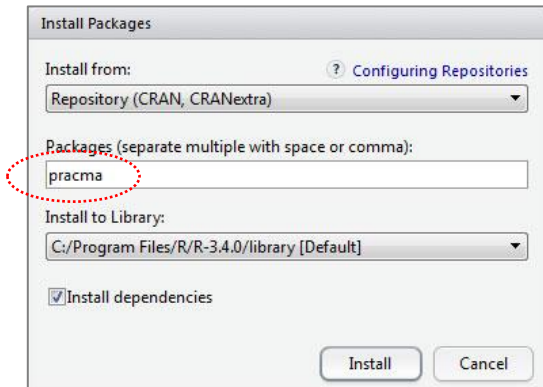 Install Packages
Install from:
? Configuring Repositories
Repository (CRAN, CRANextra)
Packages (separate multiple with space or comma):
pracma
Install to Library:
C:/Program Files/R/R-3.4.0/library [Default]
Install dependencies
Install Cancel